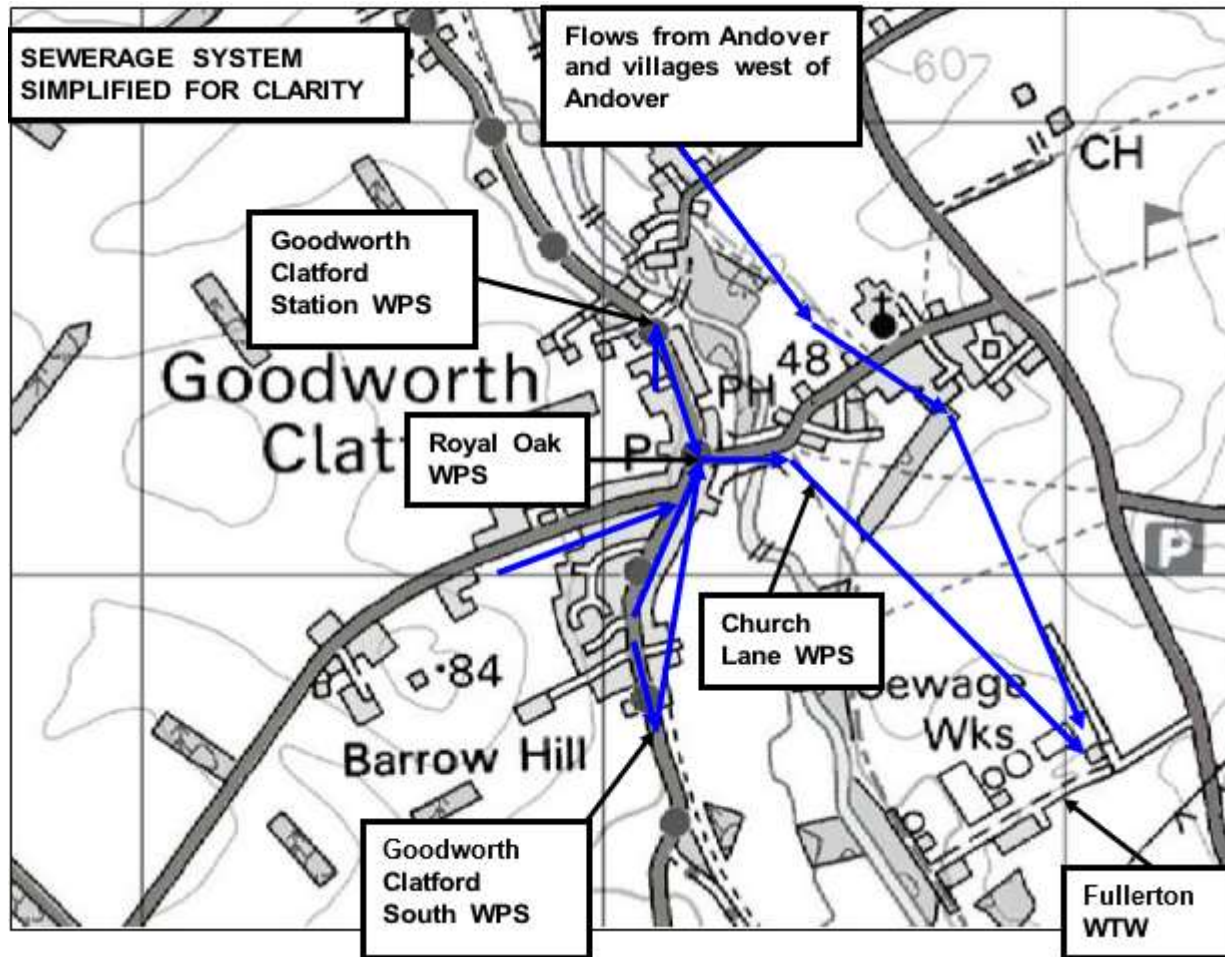 SEWERAGE SYSTEM
SIMPLIFIED FOR CLARITY
Flows from Andover
and villages west of
Andover
60
CH
Goodworth
Clatford
Station WPS
48
Goodworth
PH
Clatf
Royal Oak
WPS
P
P
Church
Lane WPS
84
Sewage
Wks
Barrow Hill
Goodworth
Clatford
South WPS
Fullerton
WTW